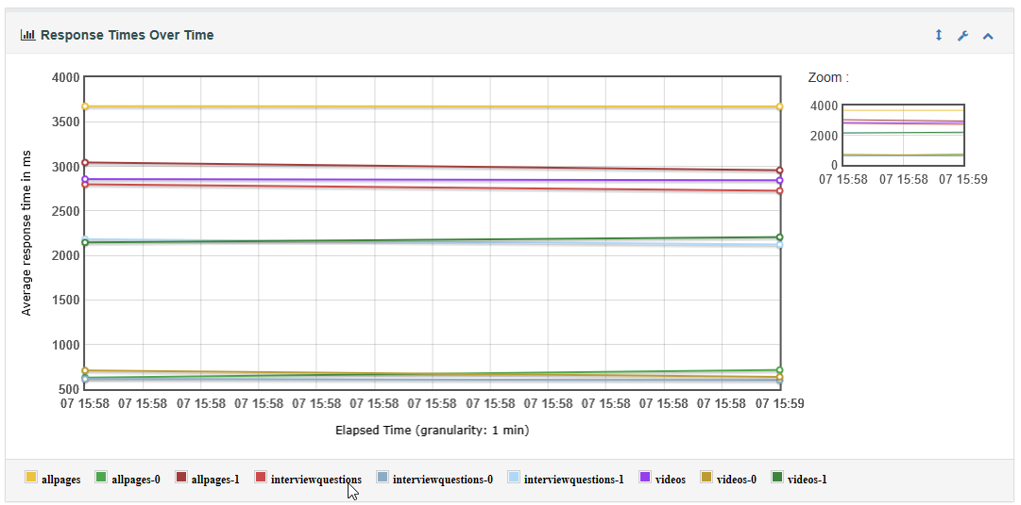 Response Times Over Time
Zoom :
4000
3500
3000
2500
2000
1500
1000
500
Average response time in ms
07 15:58 07 15:58 07 15:58 07 15:58 07 15:58 07 15:58 07 15:58 07 15:58 07 15:58 07 15:58 07 15:58 07 15:58 07 15:59
Elapsed Time (granularity: 1 min)
4000
2000
0
07 15:58 07 15:58 07 15:59
allpages allpages-0 allpages-1 interviewquestions interviewquestions-0 interviewquestions-1 videos videos-0 videos-1